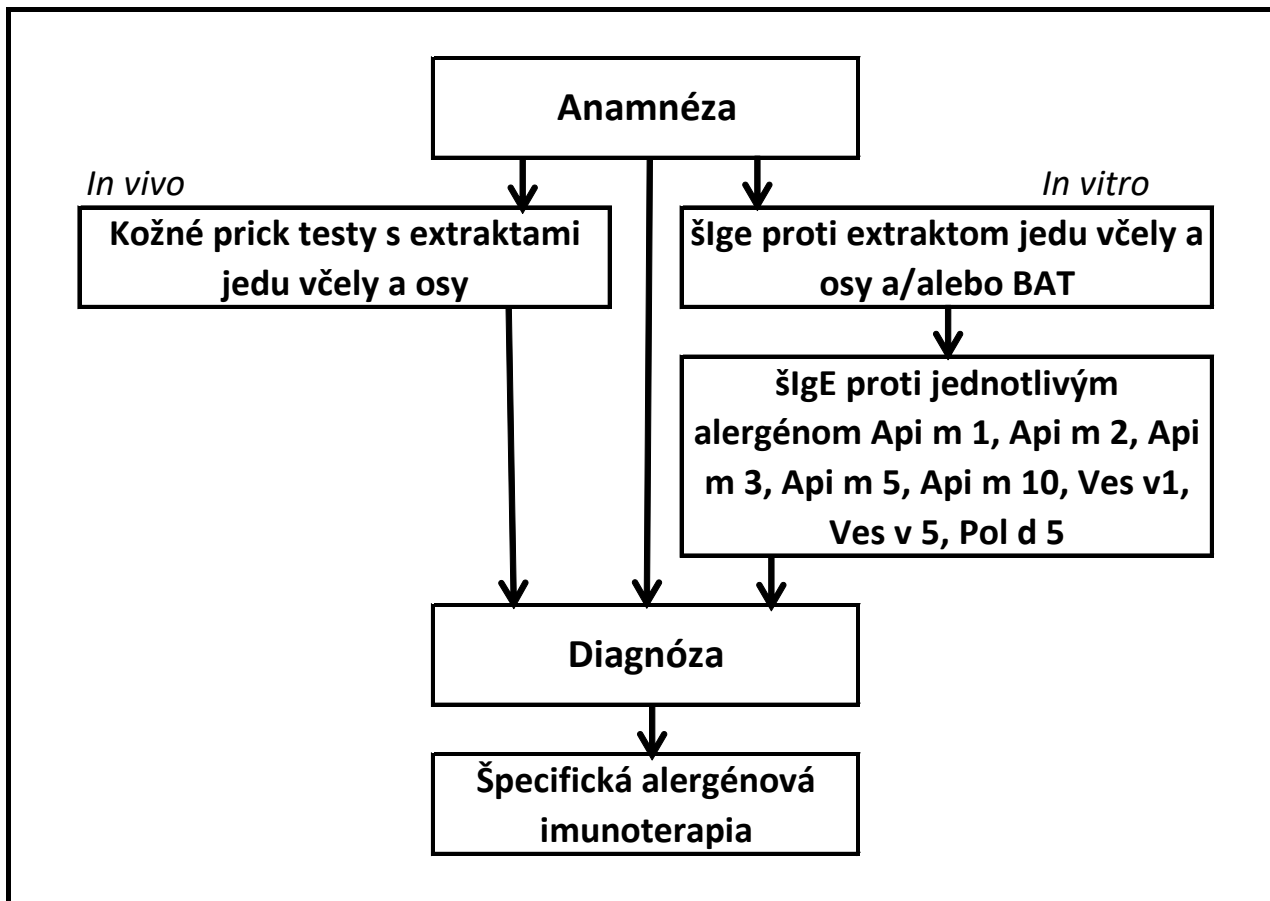 Anamnéza
In vivo
In vitro
Kožné prick testy s extraktami
jedu včely a osy
šIge proti extraktom jedu včely a
osy a/alebo BAT
šIgE proti jednotlivým
alergénom Api m 1, Api m 2, Api
m 3, Api m 5, Api m 10, Ves v1,
Ves v 5, Pol d 5
Diagnóza
Špecifická alergénová
imunoterapia